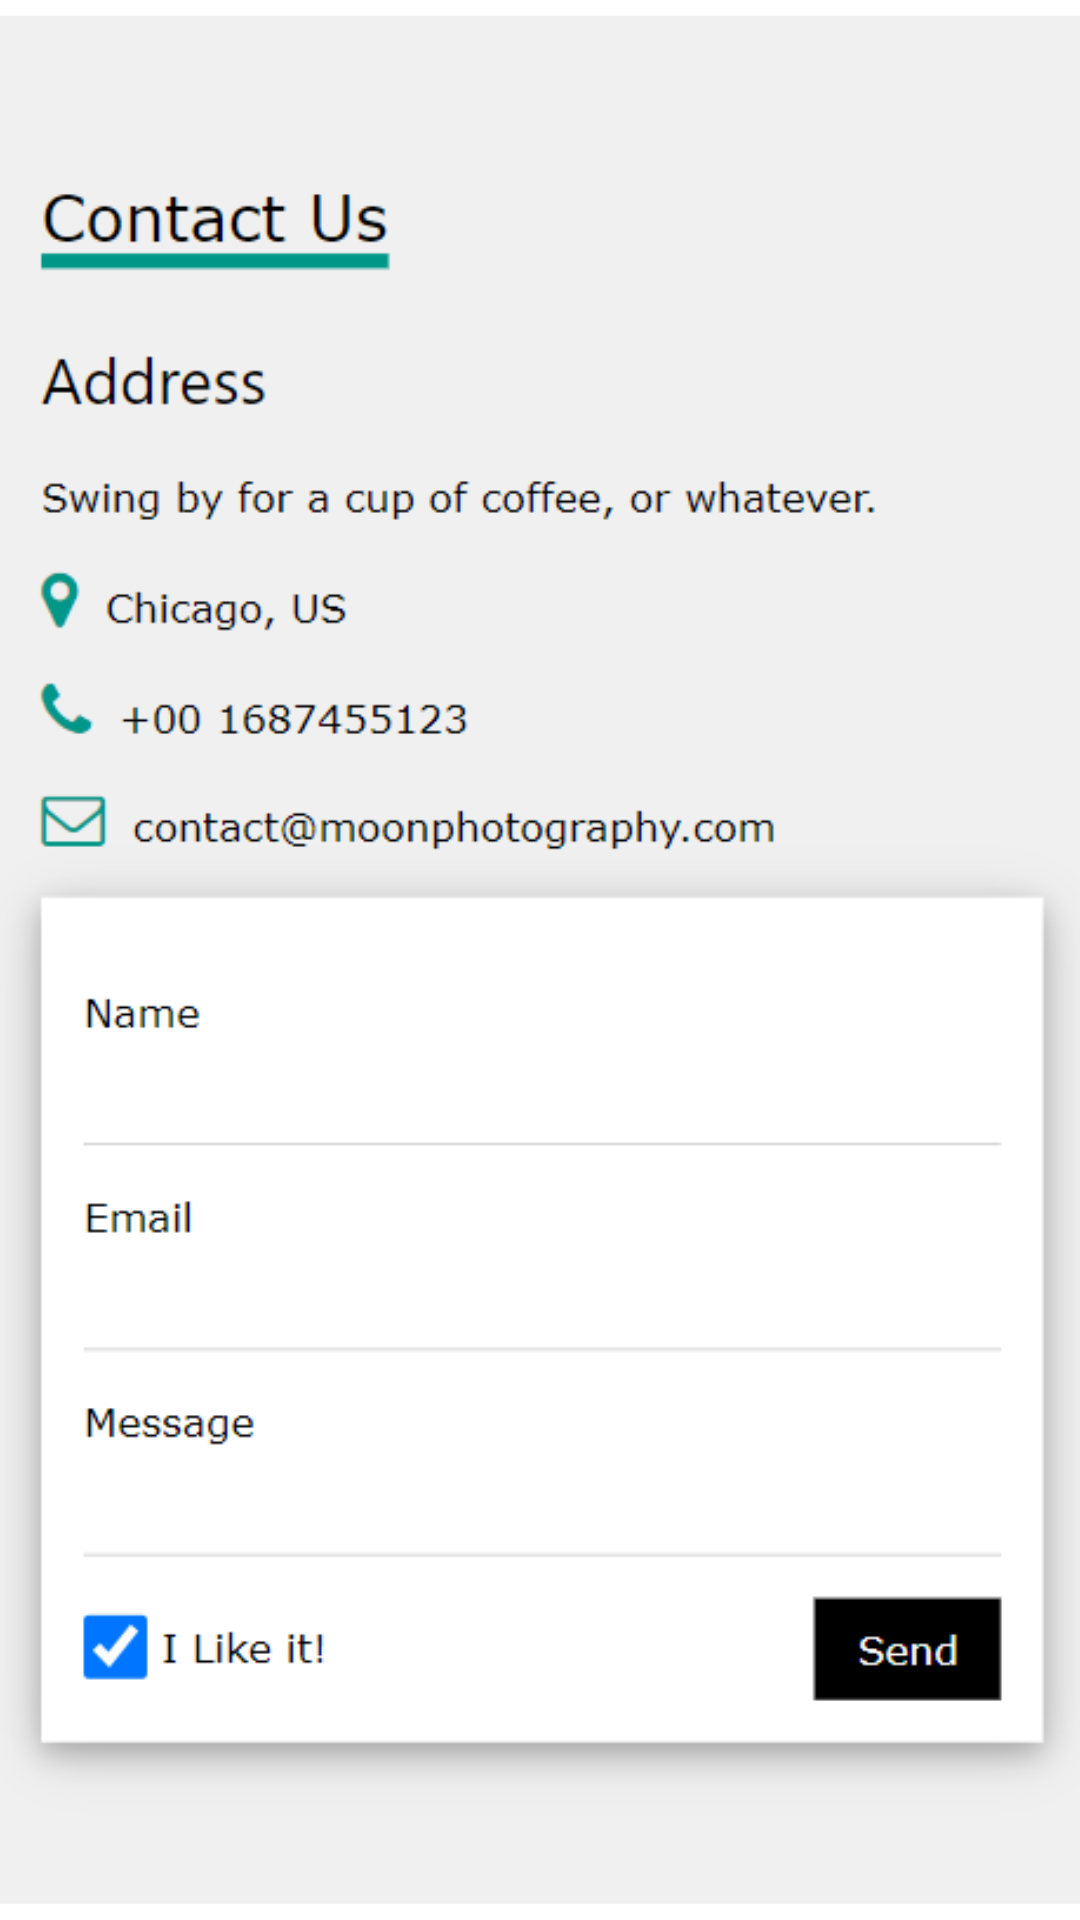 Contact Us
Address
Swing by for a cup of coffee, or whatever.
Chicago, US
+00 1687455123
contact@moonphotography.com
Name
Email
Message
I Like it!
Send